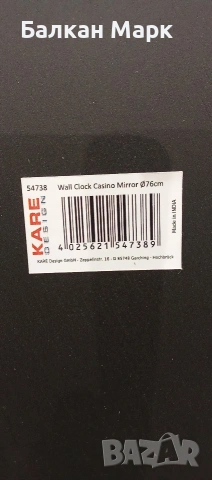 Балкан Марк
54738 Wall Clock Casino Mirror Ø76cm
KARE
DESIGN
Made in INDIA
4 025621 547389
KARE Design GmbH - Zeppelinstr. 16 - D 85748 Garching - Hochbrück
BAZAR